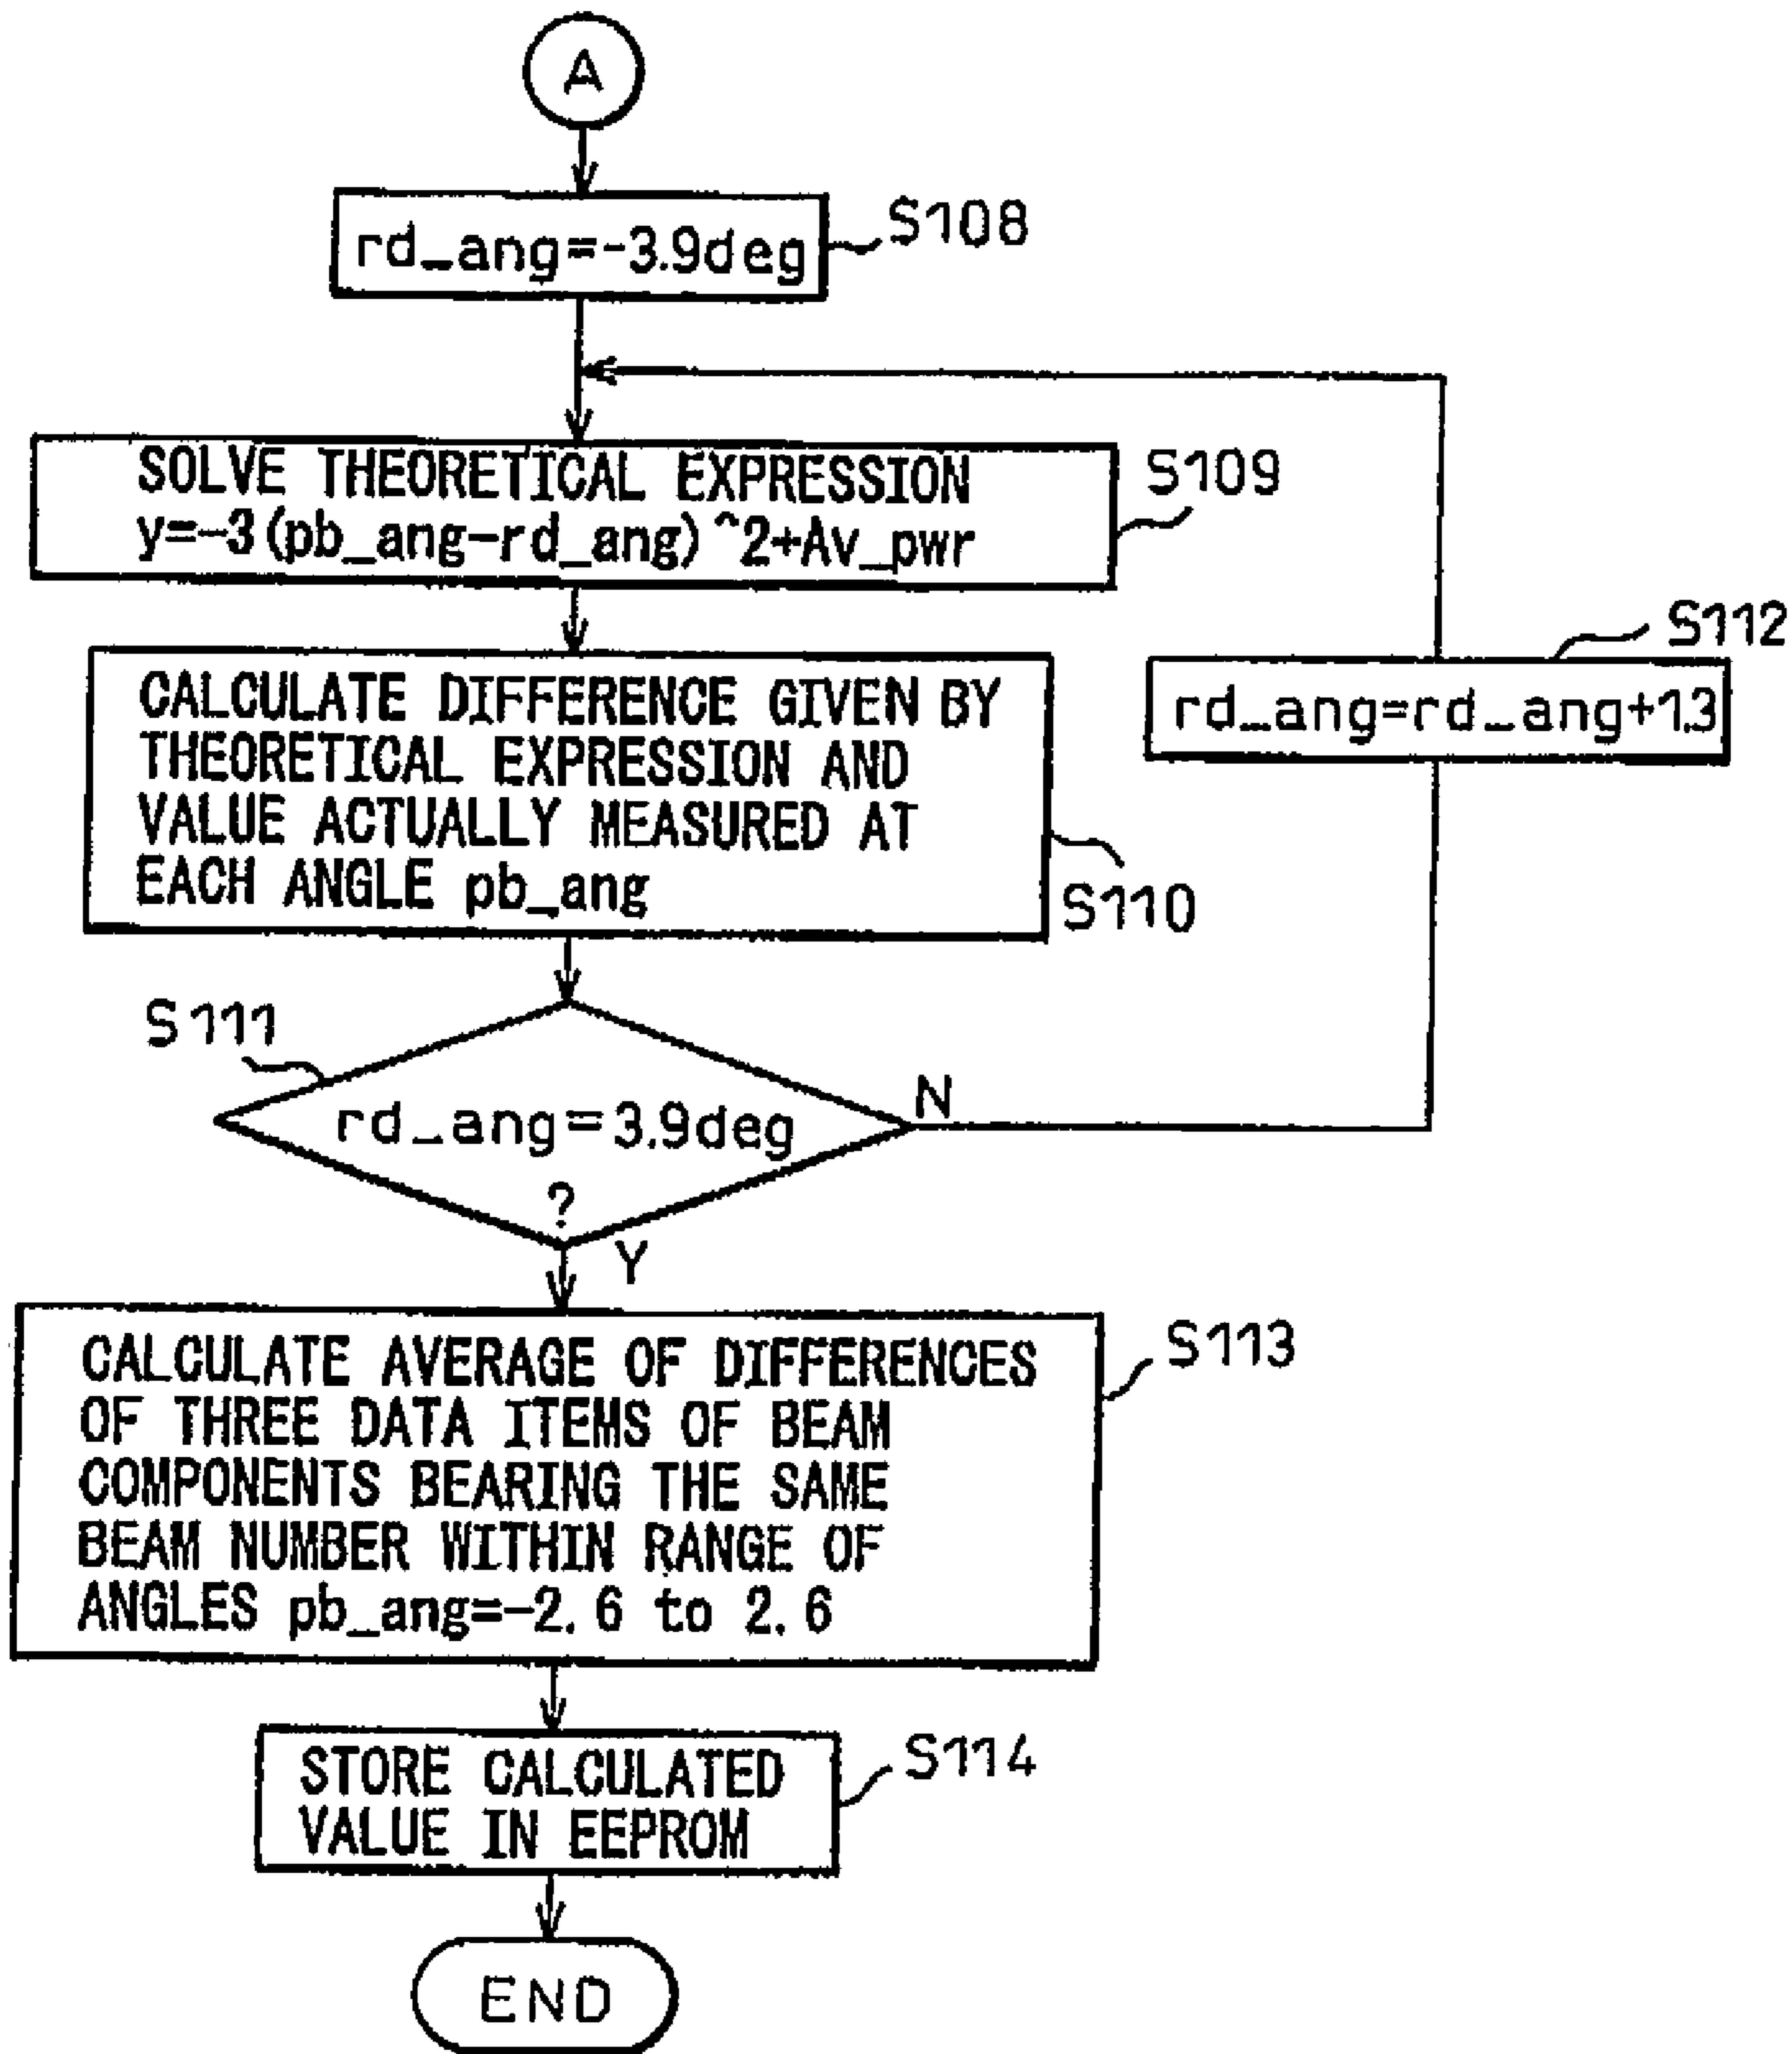 A
rd_ang=-3.9deg
S108
SOLVE THEORETICAL EXPRESSION
y=-3(pb_ang-rd_ang)^2+Av_pwr
S109
CALCULATE DIFFERENCE GIVEN BY
THEORETICAL EXPRESSION AND
VALUE ACTUALLY MEASURED AT
EACH ANGLE pb_ang
S110
S112
rd_ang=rd_ang+1.3
S111
rd_ang=3.9deg
?
N
Y
CALCULATE AVERAGE OF DIFFERENCES
OF THREE DATA ITEMS OF BEAM
COMPONENTS BEARING THE SAME
BEAM NUMBER WITHIN RANGE OF
ANGLES pb_ang=-2.6 to 2.6
S113
STORE CALCULATED
VALUE IN EEPROM
S114
END